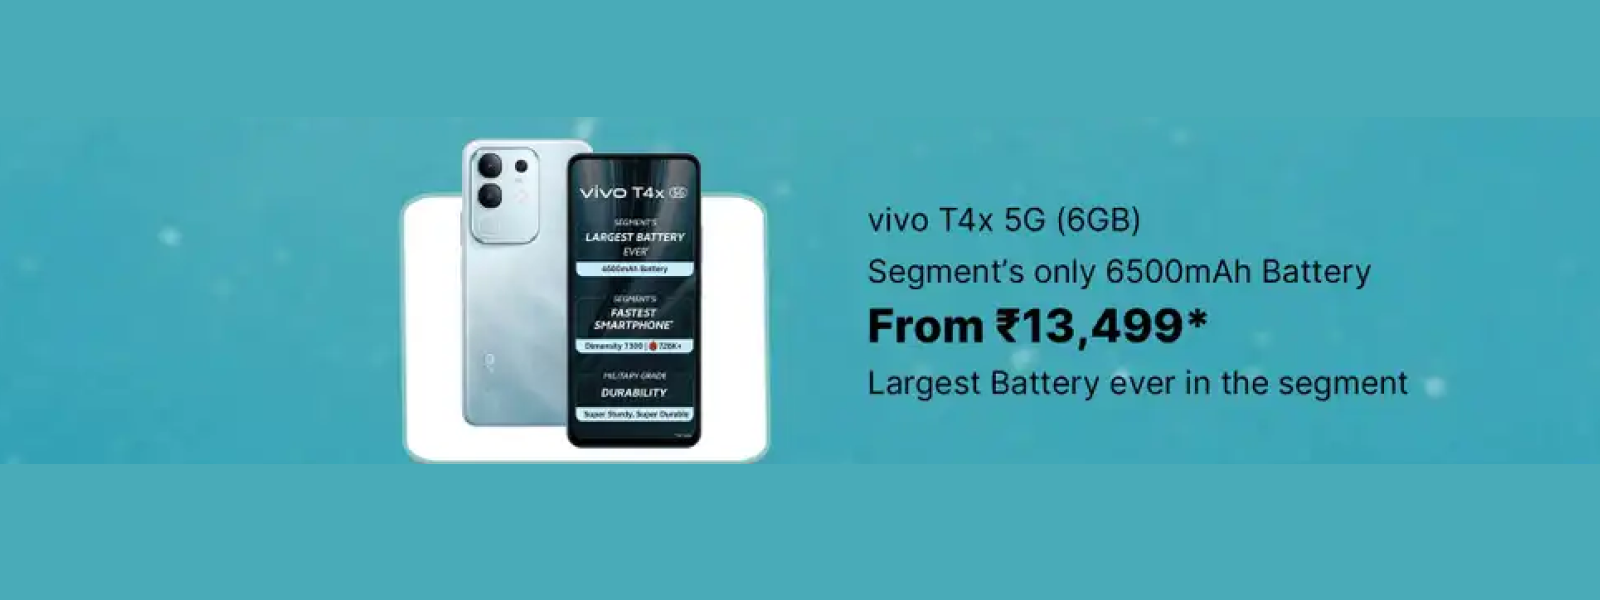 vivo T4x 5G
SEGMENT'S
LARGEST BATTERY
EVER*
6500mAh Battery
SEGMENT'S
FASTEST
SMARTPHONE*
Dimensity 7300 | 728K+
MILITARY-GRADE
DURABILITY
Super Sturdy, Super Durable
vivo T4x 5G (6GB)
Segment's only 6500mAh Battery
From ₹13,499*
Largest Battery ever in the segment